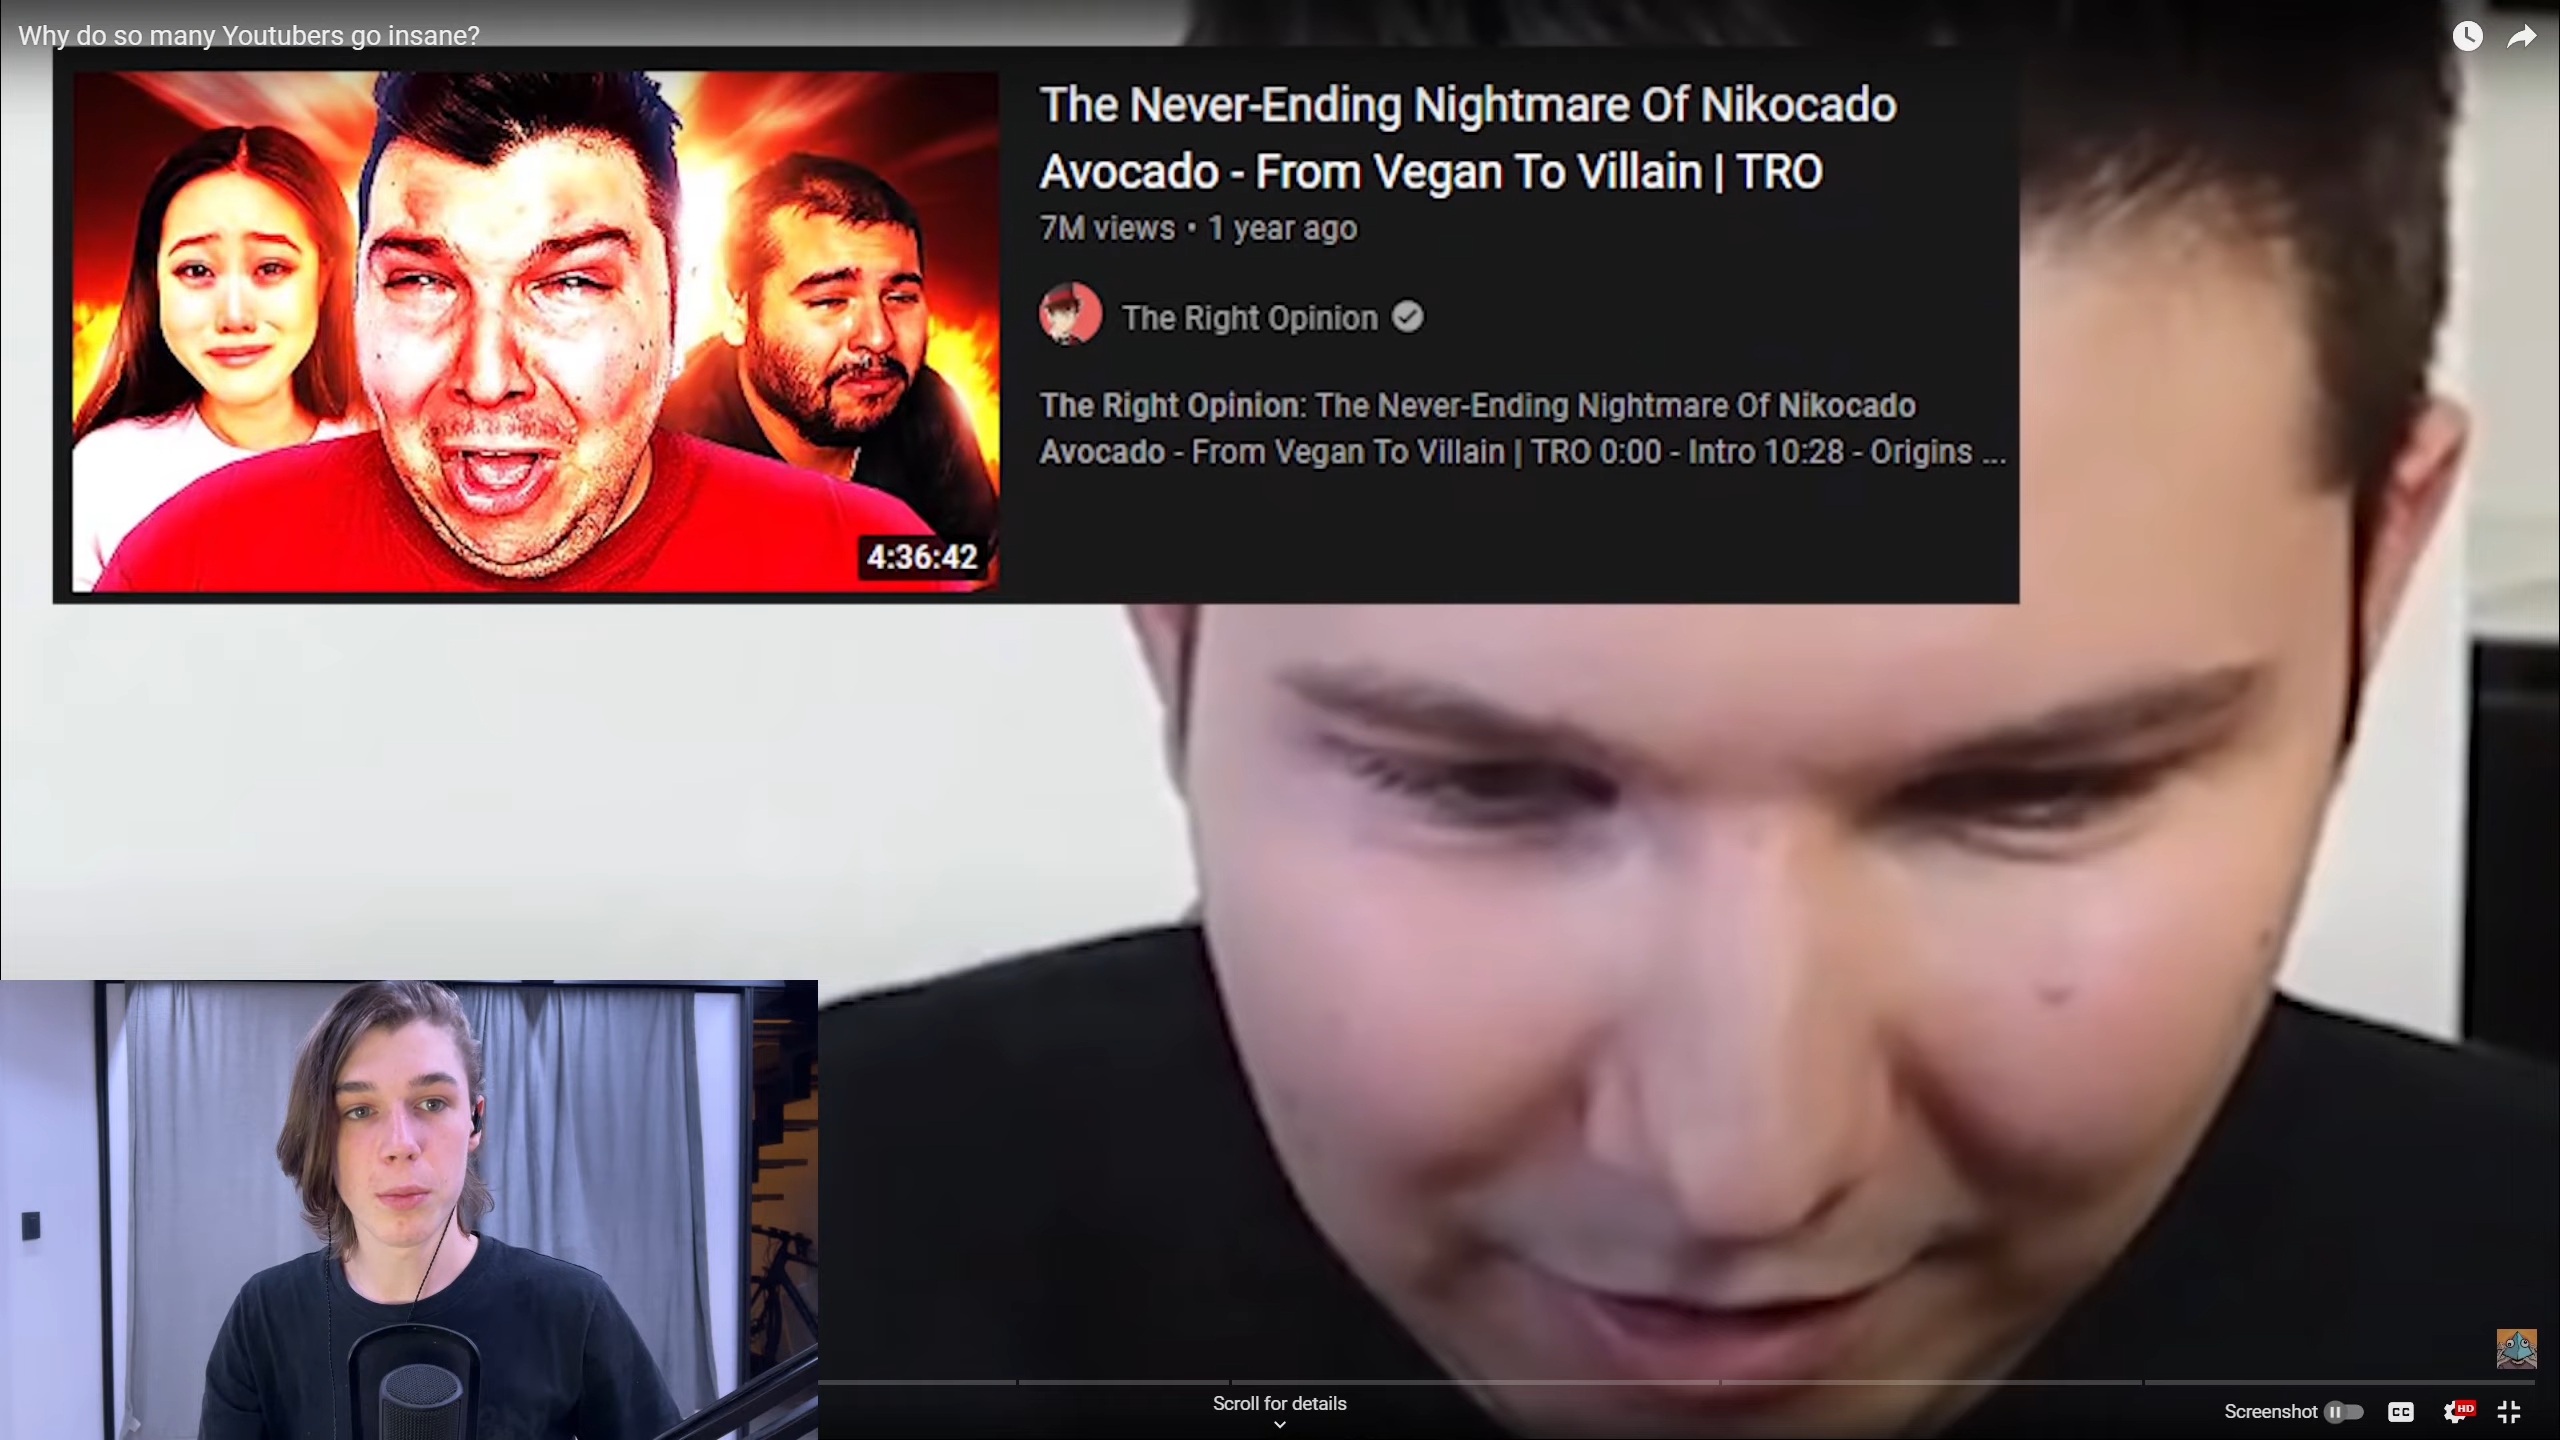 Why do so many Youtubers go insane?
The Never-Ending Nightmare Of Nikocado
Avocado - From Vegan To Villain | TRO
7M views • 1 year ago
The Right Opinion
The Right Opinion: The Never-Ending Nightmare Of Nikocado
Avocado - From Vegan To Villain | TRO 0:00 - Intro 10:28 - Origins ...
4:36:42
Scroll for details
Screenshot
CC
HD